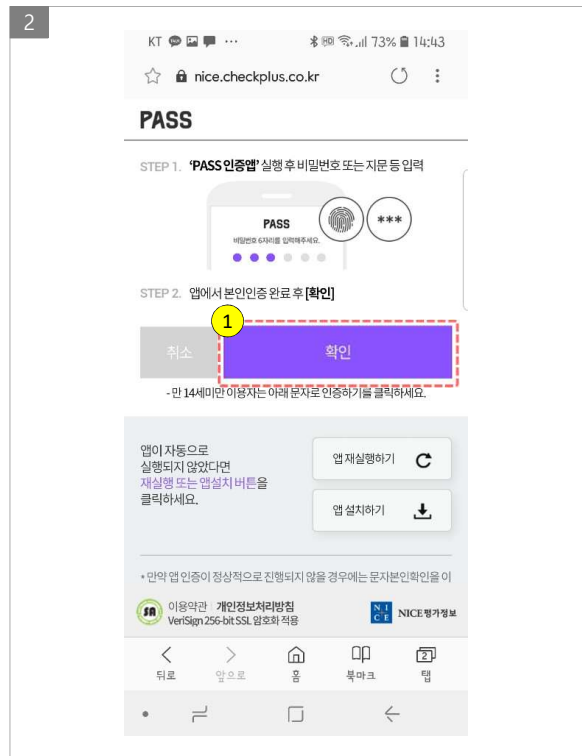 2
KT ··· 73% 14:43
nice.checkplus.co.kr
PASS
STEP 1. 'PASS 인증앱' 실행 후 비밀번호 또는 지문 등 입력
PASS
비밀번호 6자리를 입력해주세요.
***
STEP 2. 앱에서 본인인증 완료 후 [확인]
1
취소
확인
- 만 14세미만 이용자는 아래 문자로 인증하기를 클릭하세요.
앱이 자동으로
실행되지 않았다면
재실행 또는 앱설치 버튼을
클릭하세요.
앱 재실행하기
앱 설치하기
* 만약 앱 인증이 정상적으로 진행되지 않을 경우에는 문자본인확인을 이
SA
이용약관 | 개인정보처리방침
VeriSign 256-bit SSL 암호화 적용
NICE NICE평가정보
뒤로
앞으로
홈
북마크
2
탭